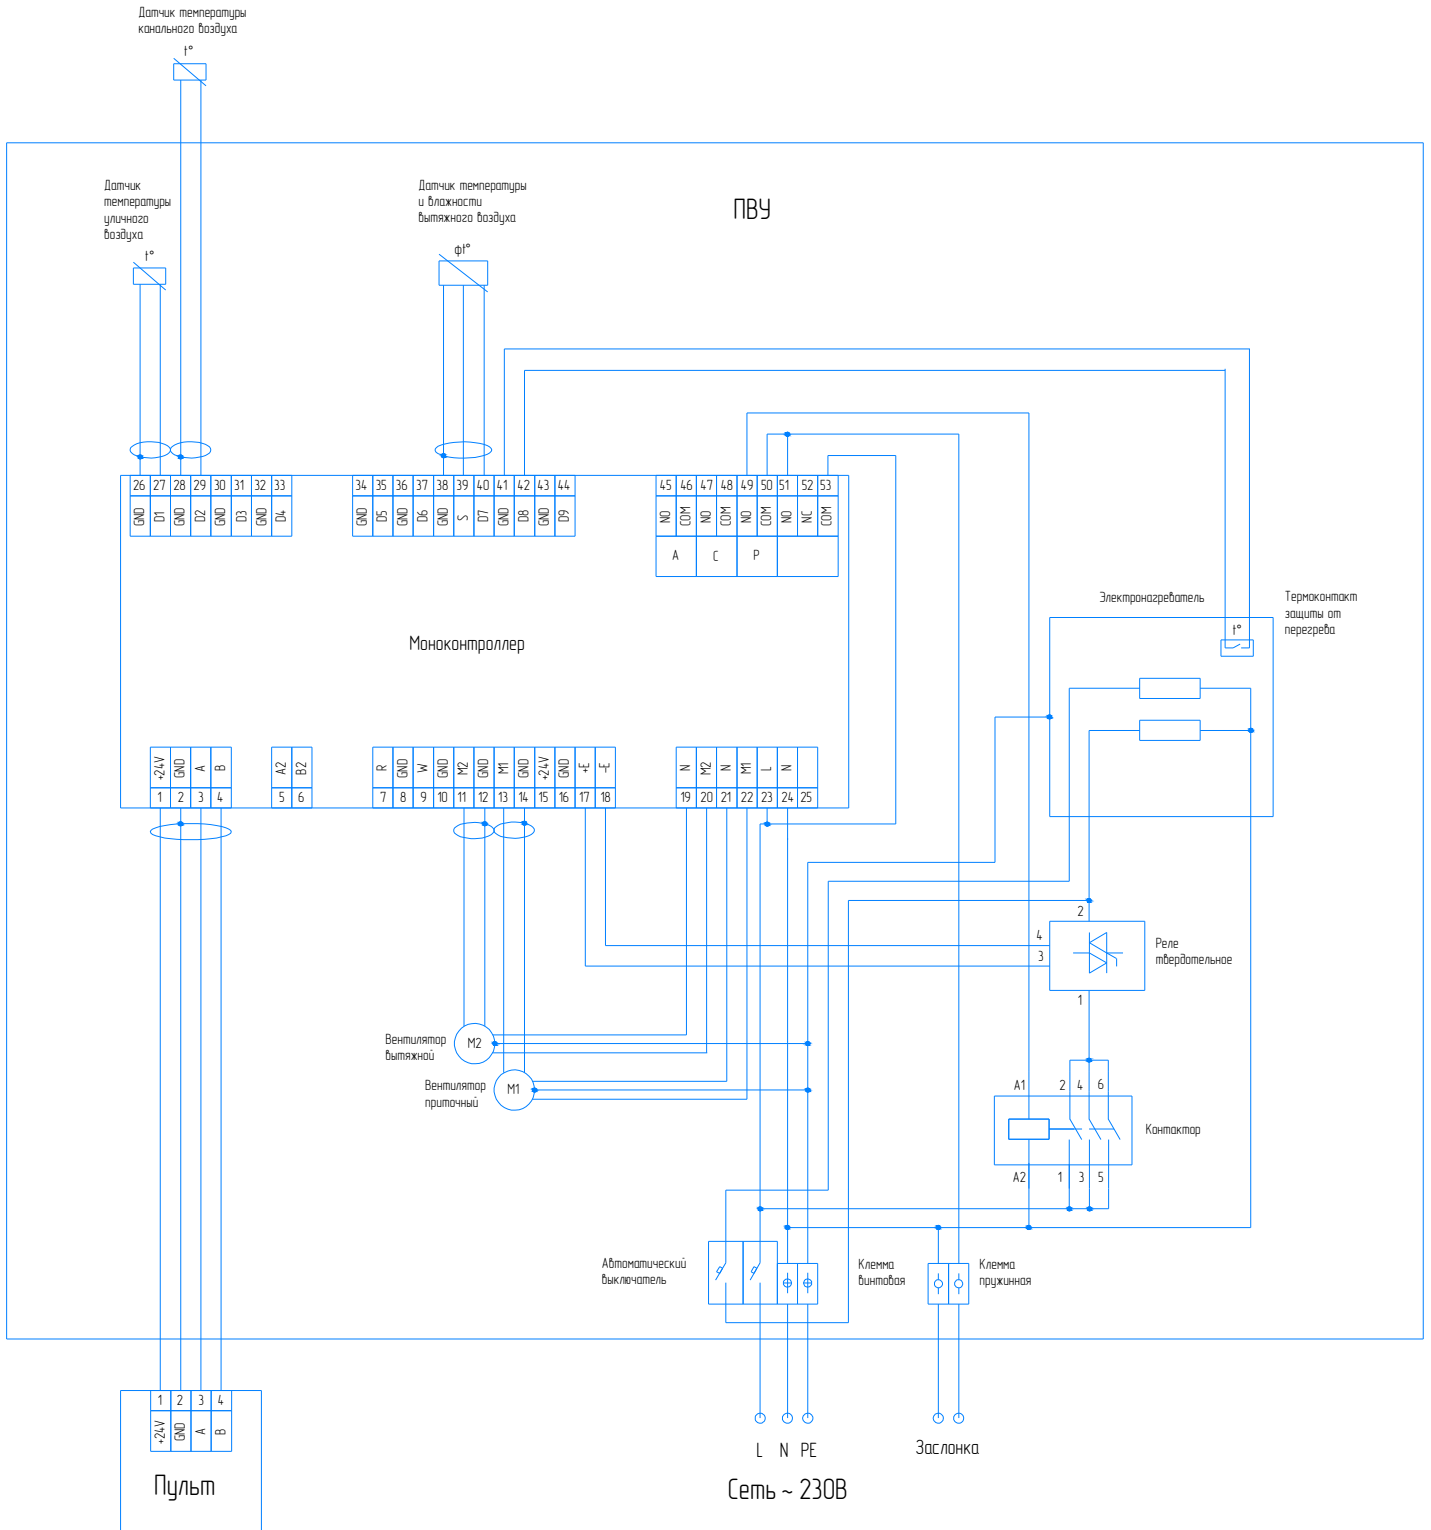 Датчик температуры
канального воздуха
t°
Датчик
температуры
уличного
воздуха
t°
Датчик температуры
и влажности
вытяжного воздуха
φt°
ПВУ
26 27 28 29 30 31 32 33
GND D1 GND D2 GND D3 GND D4
34 35 36 37 38 39 40 41 42 43 44
GND D5 GND D6 GND S D7 GND D8 GND D9
45 46 47 48 49 50 51 52 53
NO COM NO COM NO COM NO NC COM
A C P
Моноконтроллер
Электронагреватель
Термоконтакт
защиты от
перегрева
t°
+24V GND A B
1 2 3 4
A2 B2
5 6
R GND W GND M2 GND M1 GND +24V GND +E -E
7 8 9 10 11 12 13 14 15 16 17 18
N M2 N M1 L N
19 20 21 22 23 24 25
2
4
3
1
Реле
твердотельное
Вентилятор
вытяжной
M2
Вентилятор
приточный
M1
A1 2 4 6
Контактор
A2 1 3 5
Автоматический
выключатель
Клемма
винтовая
Клемма
пружинная
1 2 3 4
+24V GND A B
Пульт
L N PE
Сеть ~ 230В
Заслонка